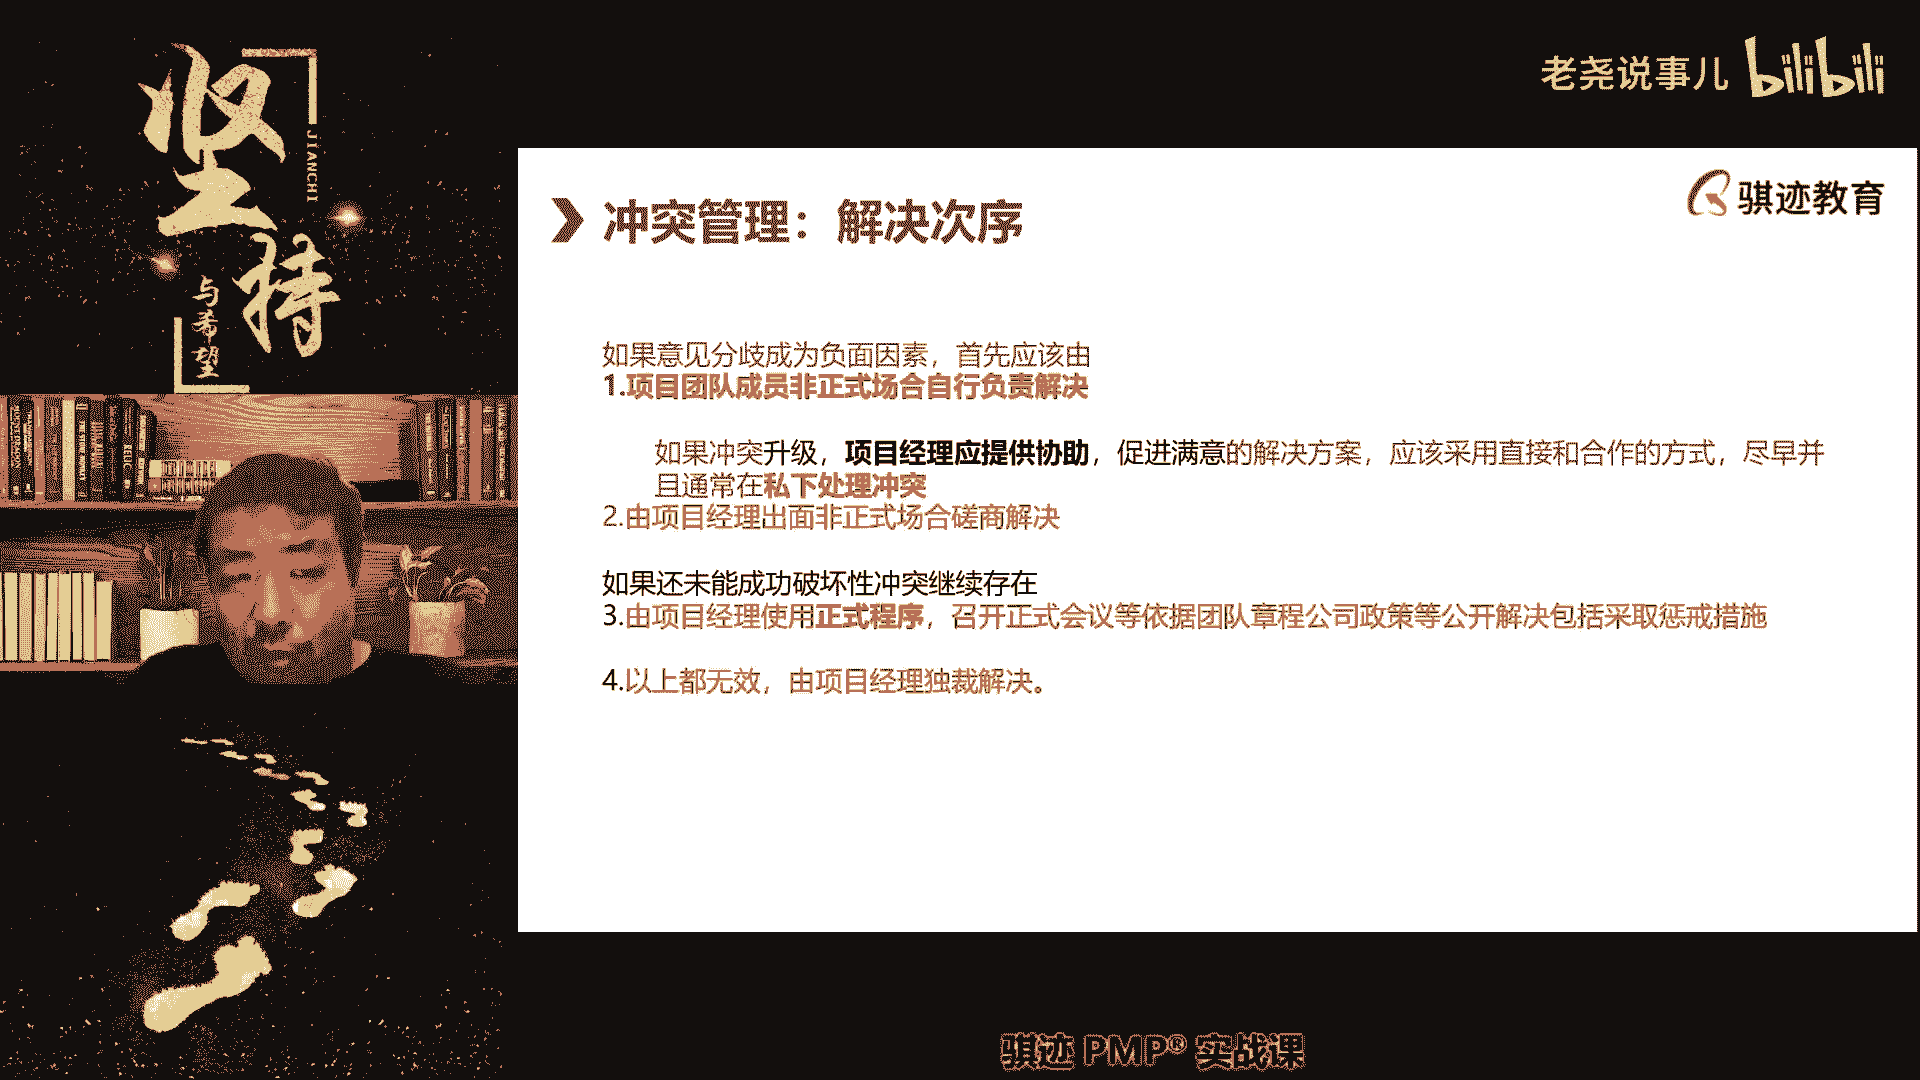 坚持
JIANCHI
与希望
老尧说事儿 bilibili
骐迹教育
冲突管理：解决次序
如果意见分歧成为负面因素，首先应该由
1.项目团队成员非正式场合自行负责解决
如果冲突升级，项目经理应提供协助，促进满意的解决方案，应该采用直接和合作的方式，尽早并
且通常在私下处理冲突
2.由项目经理出面非正式场合磋商解决
如果还未能成功破坏性冲突继续存在
3.由项目经理使用正式程序，召开正式会议等依据团队章程公司政策等公开解决包括采取惩戒措施
4.以上都无效，由项目经理独裁解决。
骐迹 PMP® 实战课